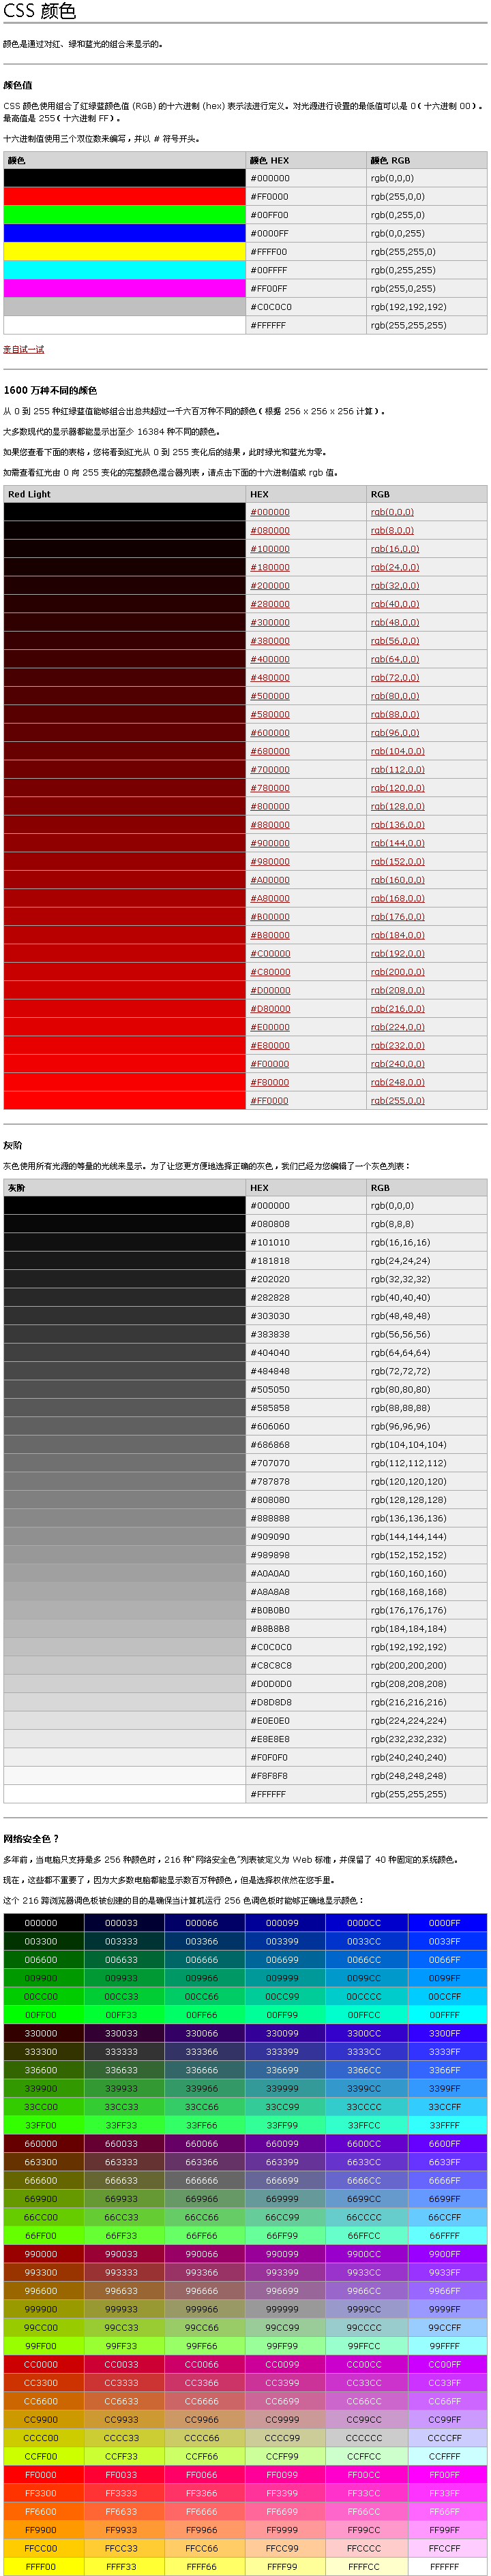 CSS 颜色
颜色是通过对红、绿和蓝光的组合来显示的。
颜色值
CSS 颜色使用组合了红绿蓝颜色值 (RGB) 的十六进制 (hex) 表示法进行定义。对光源进行设置的最低值可以是 0（十六进制 00）。
最高值是 255（十六进制 FF）。
十六进制值使用三个双位数来编写，并以 # 符号开头。
颜色 颜色 HEX 颜色 RGB
#000000 rgb(0,0,0)
#FF0000 rgb(255,0,0)
#00FF00 rgb(0,255,0)
#0000FF rgb(0,0,255)
#FFFF00 rgb(255,255,0)
#00FFFF rgb(0,255,255)
#FF00FF rgb(255,0,255)
#C0C0C0 rgb(192,192,192)
#FFFFFF rgb(255,255,255)
亲自试一试
1600 万种不同的颜色
从 0 到 255 种红绿蓝值能够组合出总共超过一千六百万种不同的颜色（根据 256 x 256 x 256 计算）。
大多数现代的显示器都能显示出至少 16384 种不同的颜色。
如果您查看下面的表格，您将看到红光从 0 到 255 变化后的结果，此时绿光和蓝光为零。
如需查看红光由 0 向 255 变化的完整颜色混合器列表，请点击下面的十六进制值或 rgb 值。
Red Light HEX RGB
#000000 rgb(0,0,0)
#080000 rgb(8,0,0)
#100000 rgb(16,0,0)
#180000 rgb(24,0,0)
#200000 rgb(32,0,0)
#280000 rgb(40,0,0)
#300000 rgb(48,0,0)
#380000 rgb(56,0,0)
#400000 rgb(64,0,0)
#480000 rgb(72,0,0)
#500000 rgb(80,0,0)
#580000 rgb(88,0,0)
#600000 rgb(96,0,0)
#680000 rgb(104,0,0)
#700000 rgb(112,0,0)
#780000 rgb(120,0,0)
#800000 rgb(128,0,0)
#880000 rgb(136,0,0)
#900000 rgb(144,0,0)
#980000 rgb(152,0,0)
#A00000 rgb(160,0,0)
#A80000 rgb(168,0,0)
#B00000 rgb(176,0,0)
#B80000 rgb(184,0,0)
#C00000 rgb(192,0,0)
#C80000 rgb(200,0,0)
#D00000 rgb(208,0,0)
#D80000 rgb(216,0,0)
#E00000 rgb(224,0,0)
#E80000 rgb(232,0,0)
#F00000 rgb(240,0,0)
#F80000 rgb(248,0,0)
#FF0000 rgb(255,0,0)
灰阶
灰色使用所有光源的等量的光线来显示。为了让您更方便地选择正确的灰色，我们已经为您编辑了一个灰色列表：
灰阶 HEX RGB
#000000 rgb(0,0,0)
#080808 rgb(8,8,8)
#101010 rgb(16,16,16)
#181818 rgb(24,24,24)
#202020 rgb(32,32,32)
#282828 rgb(40,40,40)
#303030 rgb(48,48,48)
#383838 rgb(56,56,56)
#404040 rgb(64,64,64)
#484848 rgb(72,72,72)
#505050 rgb(80,80,80)
#585858 rgb(88,88,88)
#606060 rgb(96,96,96)
#686868 rgb(104,104,104)
#707070 rgb(112,112,112)
#787878 rgb(120,120,120)
#808080 rgb(128,128,128)
#888888 rgb(136,136,136)
#909090 rgb(144,144,144)
#989898 rgb(152,152,152)
#A0A0A0 rgb(160,160,160)
#A8A8A8 rgb(168,168,168)
#B0B0B0 rgb(176,176,176)
#B8B8B8 rgb(184,184,184)
#C0C0C0 rgb(192,192,192)
#C8C8C8 rgb(200,200,200)
#D0D0D0 rgb(208,208,208)
#D8D8D8 rgb(216,216,216)
#E0E0E0 rgb(224,224,224)
#E8E8E8 rgb(232,232,232)
#F0F0F0 rgb(240,240,240)
#F8F8F8 rgb(248,248,248)
#FFFFFF rgb(255,255,255)
网络安全色？
多年前，当电脑只支持最多 256 种颜色时，216 种"网络安全色"列表被定义为 Web 标准，并保留了 40 种固定的系统颜色。
现在，这些都不重要了，因为大多数电脑都能显示数百万种颜色，但是选择权依然在您手里。
这个 216 跨浏览器调色板被创建的目的是确保当计算机运行 256 色调色板时能够正确地显示颜色：
000000 000033 000066 000099 0000CC 0000FF
003300 003333 003366 003399 0033CC 0033FF
006600 006633 006666 006699 0066CC 0066FF
009900 009933 009966 009999 0099CC 0099FF
00CC00 00CC33 00CC66 00CC99 00CCCC 00CCFF
00FF00 00FF33 00FF66 00FF99 00FFCC 00FFFF
330000 330033 330066 330099 3300CC 3300FF
333300 333333 333366 333399 3333CC 3333FF
336600 336633 336666 336699 3366CC 3366FF
339900 339933 339966 339999 3399CC 3399FF
33CC00 33CC33 33CC66 33CC99 33CCCC 33CCFF
33FF00 33FF33 33FF66 33FF99 33FFCC 33FFFF
660000 660033 660066 660099 6600CC 6600FF
663300 663333 663366 663399 6633CC 6633FF
666600 666633 666666 666699 6666CC 6666FF
669900 669933 669966 669999 6699CC 6699FF
66CC00 66CC33 66CC66 66CC99 66CCCC 66CCFF
66FF00 66FF33 66FF66 66FF99 66FFCC 66FFFF
990000 990033 990066 990099 9900CC 9900FF
993300 993333 993366 993399 9933CC 9933FF
996600 996633 996666 996699 9966CC 9966FF
999900 999933 999966 999999 9999CC 9999FF
99CC00 99CC33 99CC66 99CC99 99CCCC 99CCFF
99FF00 99FF33 99FF66 99FF99 99FFCC 99FFFF
CC0000 CC0033 CC0066 CC0099 CC00CC CC00FF
CC3300 CC3333 CC3366 CC3399 CC33CC CC33FF
CC6600 CC6633 CC6666 CC6699 CC66CC CC66FF
CC9900 CC9933 CC9966 CC9999 CC99CC CC99FF
CCCC00 CCCC33 CCCC66 CCCC99 CCCCCC CCCCFF
CCFF00 CCFF33 CCFF66 CCFF99 CCFFCC CCFFFF
FF0000 FF0033 FF0066 FF0099 FF00CC FF00FF
FF3300 FF3333 FF3366 FF3399 FF33CC FF33FF
FF6600 FF6633 FF6666 FF6699 FF66CC FF66FF
FF9900 FF9933 FF9966 FF9999 FF99CC FF99FF
FFCC00 FFCC33 FFCC66 FFCC99 FFCCCC FFCCFF
FFFF00 FFFF33 FFFF66 FFFF99 FFFFCC FFFFFF